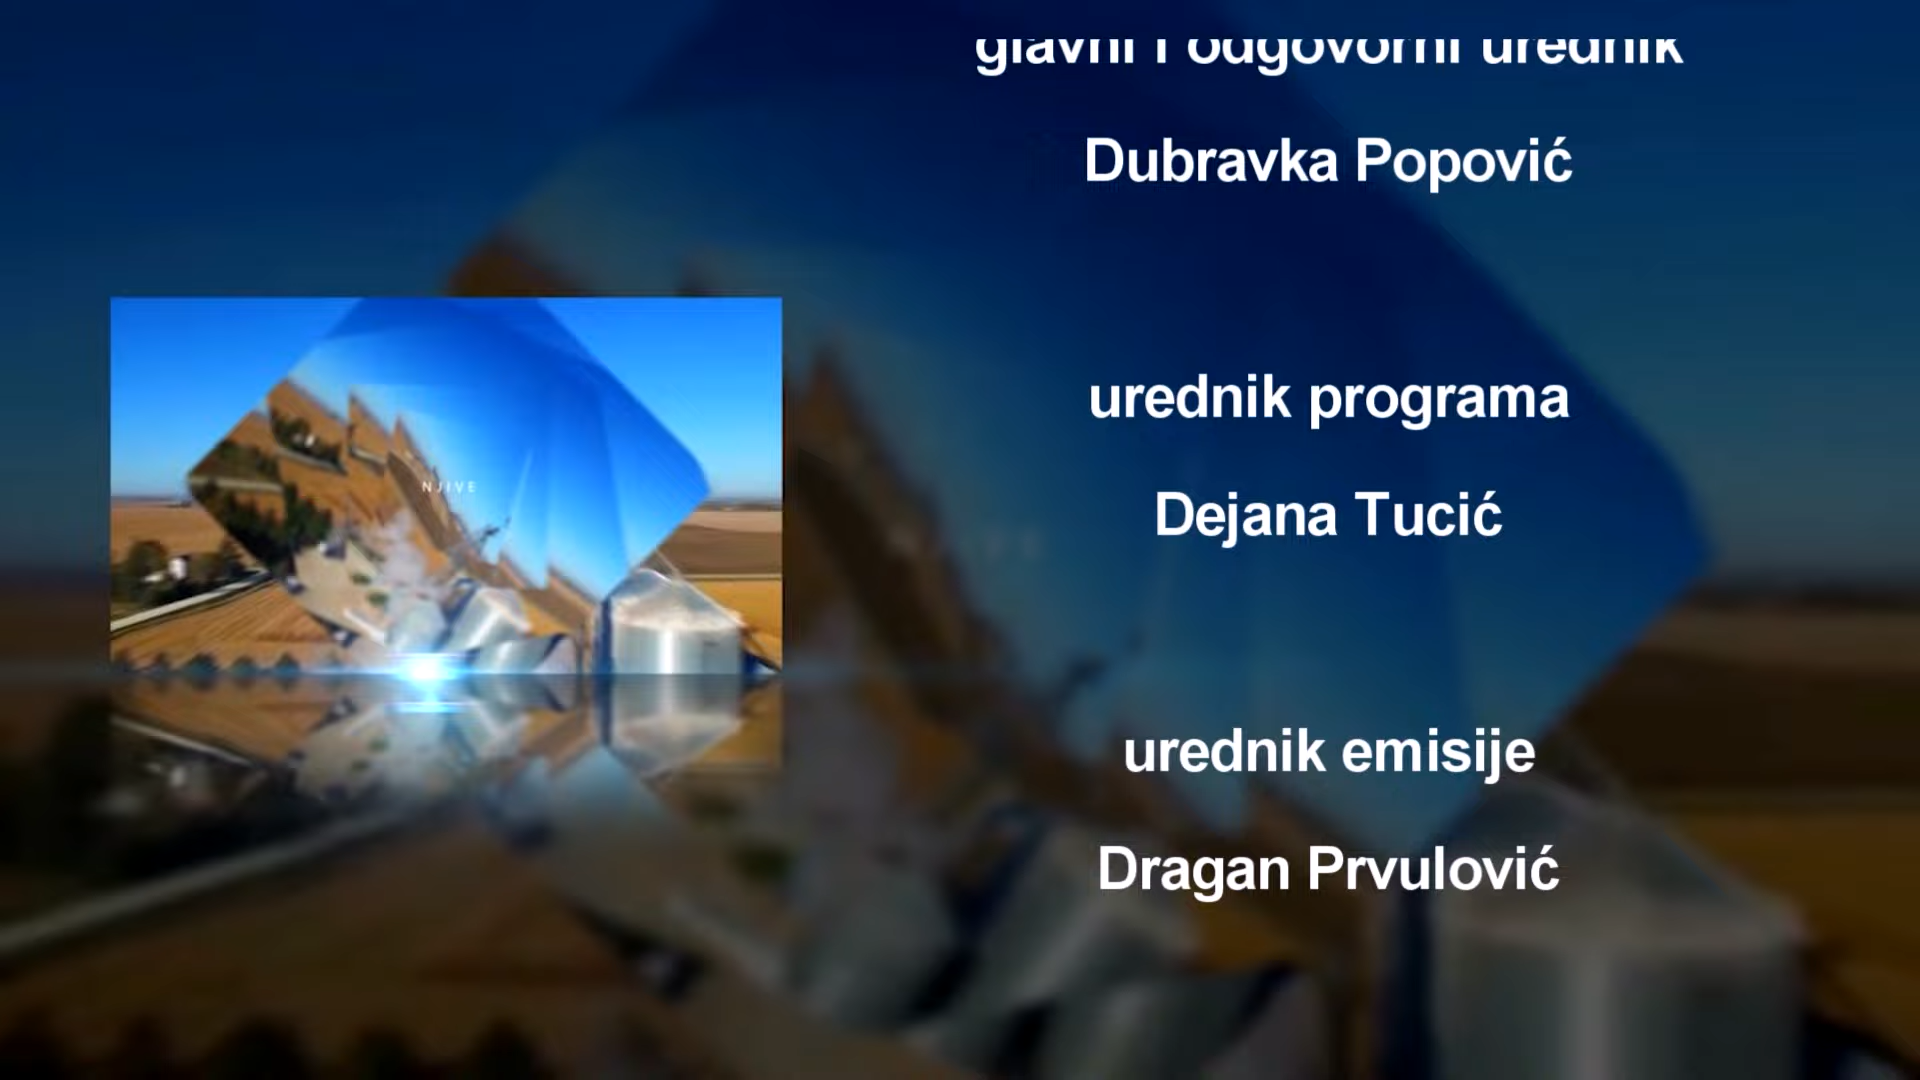 glavni i odgovorni urednik
Dubravka Popović
urednik programa
Dejana Tucić
urednik emisije
Dragan Prvulović
NJIVE